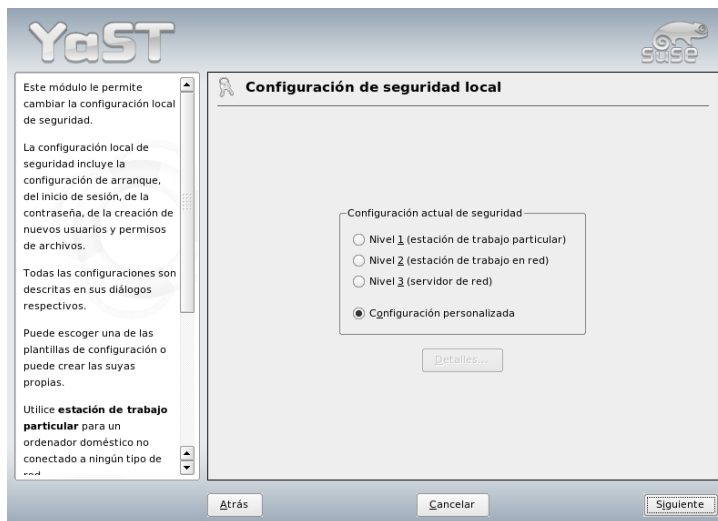 YaST
SUSE
Este módulo le permite
cambiar la configuración local
de seguridad.
La configuración local de
seguridad incluye la
configuración de arranque,
del inicio de sesión, de la
contraseña, de la creación de
nuevos usuarios y permisos
de archivos.
Todas las configuraciones son
descritas en sus diálogos
respectivos.
Puede escoger una de las
plantillas de configuración o
puede crear las suyas
propias.
Utilice estación de trabajo
particular para un
ordenador doméstico no
conectado a ningún tipo de
red
Configuración de seguridad local
Configuración actual de seguridad
Nivel 1 (estación de trabajo particular)
Nivel 2 (estación de trabajo en red)
Nivel 3 (servidor de red)
Configuración personalizada
Detalles...
Atrás
Cancelar
Siguiente